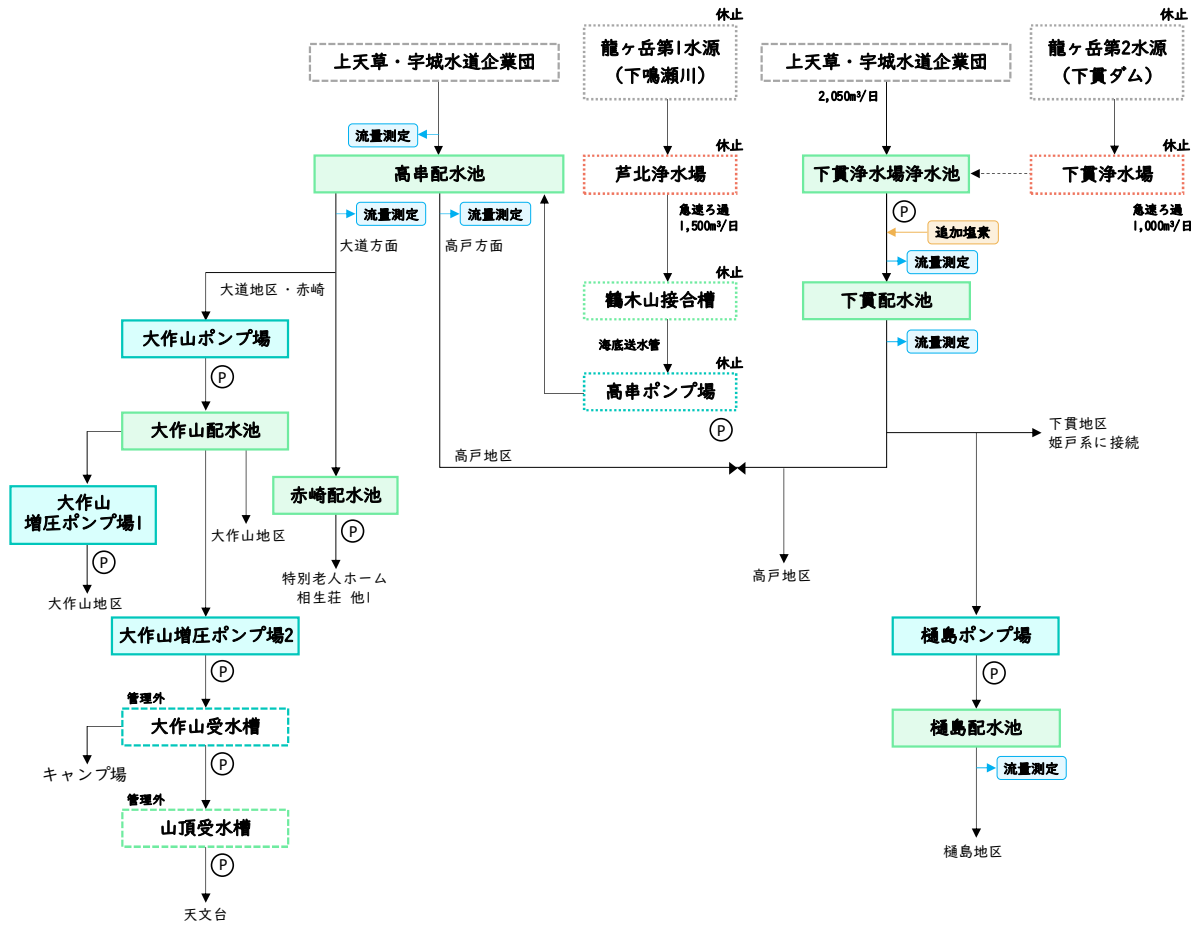 休止
休止
上天草・宇城水道企業団
龍ヶ岳第1水源
（下鳴瀬川）
上天草・宇城水道企業団
龍ヶ岳第2水源
（下貫ダム）
2,050m³/日
流量測定
休止
休止
高串配水池
芦北浄水場
下貫浄水場浄水池
下貫浄水場
流量測定
流量測定
急速ろ過
1,500m³/日
P
急速ろ過
1,000m³/日
追加塩素
大道方面
高戸方面
流量測定
休止
大道地区・赤崎
鶴木山接合槽
下貫配水池
大作山ポンプ場
海底送水管
流量測定
休止
P
高串ポンプ場
P
大作山配水池
下貫地区
姫戸系に接続
高戸地区
大作山
増圧ポンプ場1
赤崎配水池
大作山地区
P
P
特別老人ホーム
相生荘 他1
高戸地区
大作山地区
大作山増圧ポンプ場2
樋島ポンプ場
P
P
管理外
大作山受水槽
樋島配水池
P
キャンプ場
流量測定
管理外
山頂受水槽
樋島地区
P
天文台